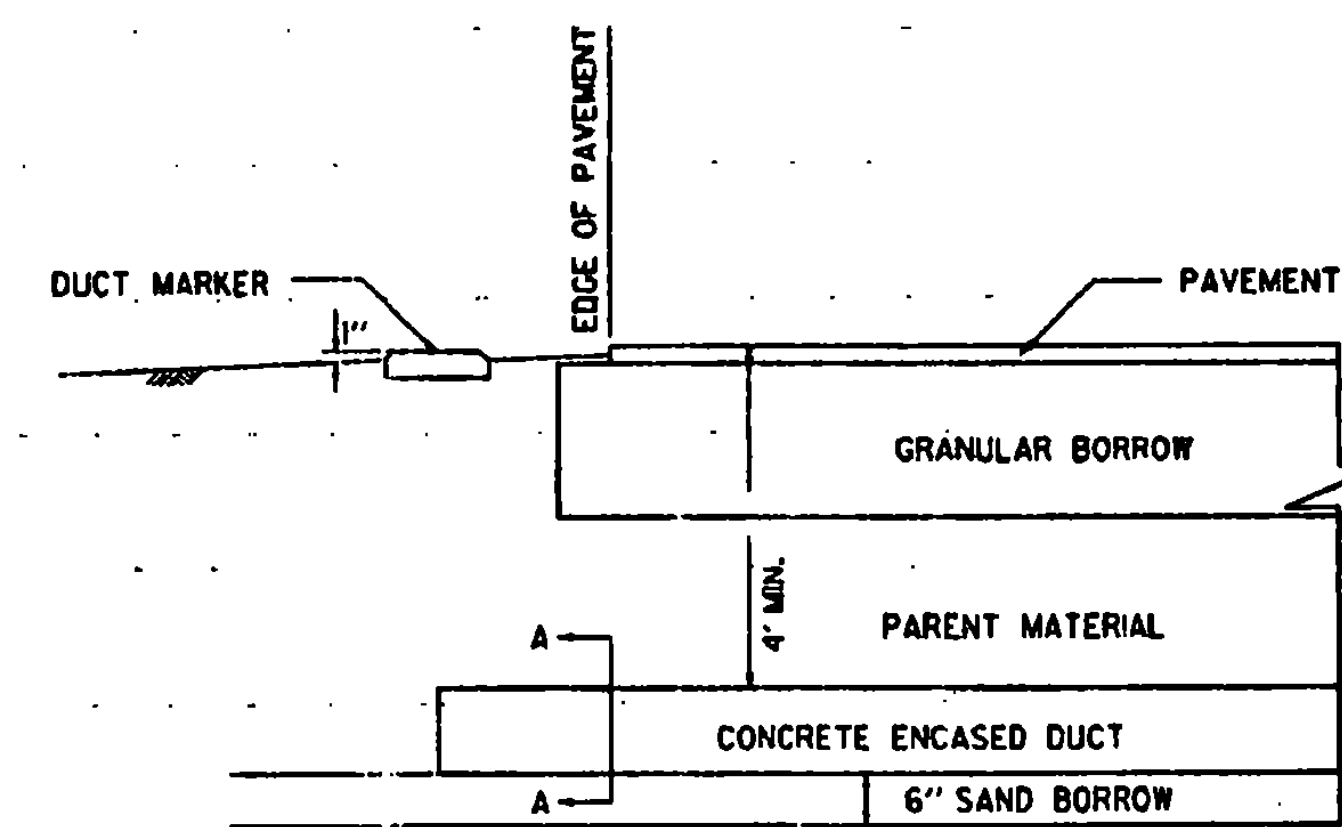 EDGE OF PAVEMENT
DUCT MARKER
PAVEMENT
1"
GRANULAR BORROW
4' MIN.
PARENT MATERIAL
A
CONCRETE ENCASED DUCT
A
6" SAND BORROW